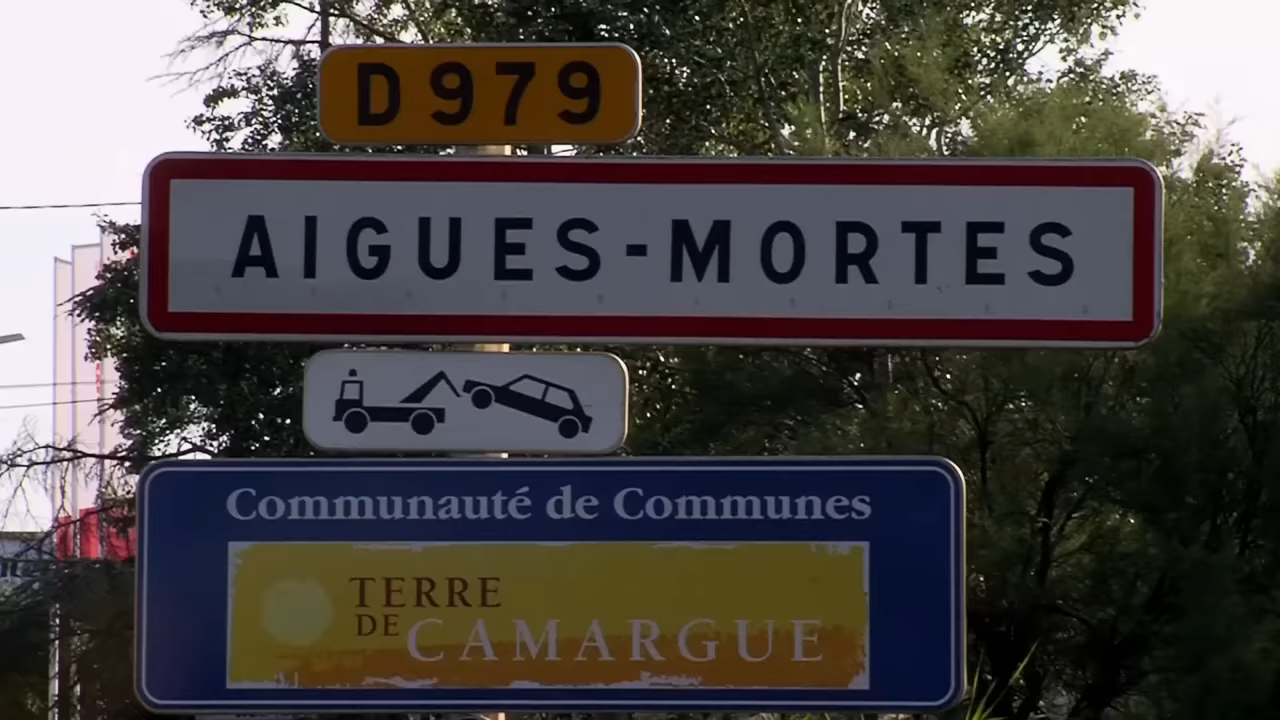 D979
AIGUES-MORTES
Communauté de Communes
TERRE
DE CAMARGUE